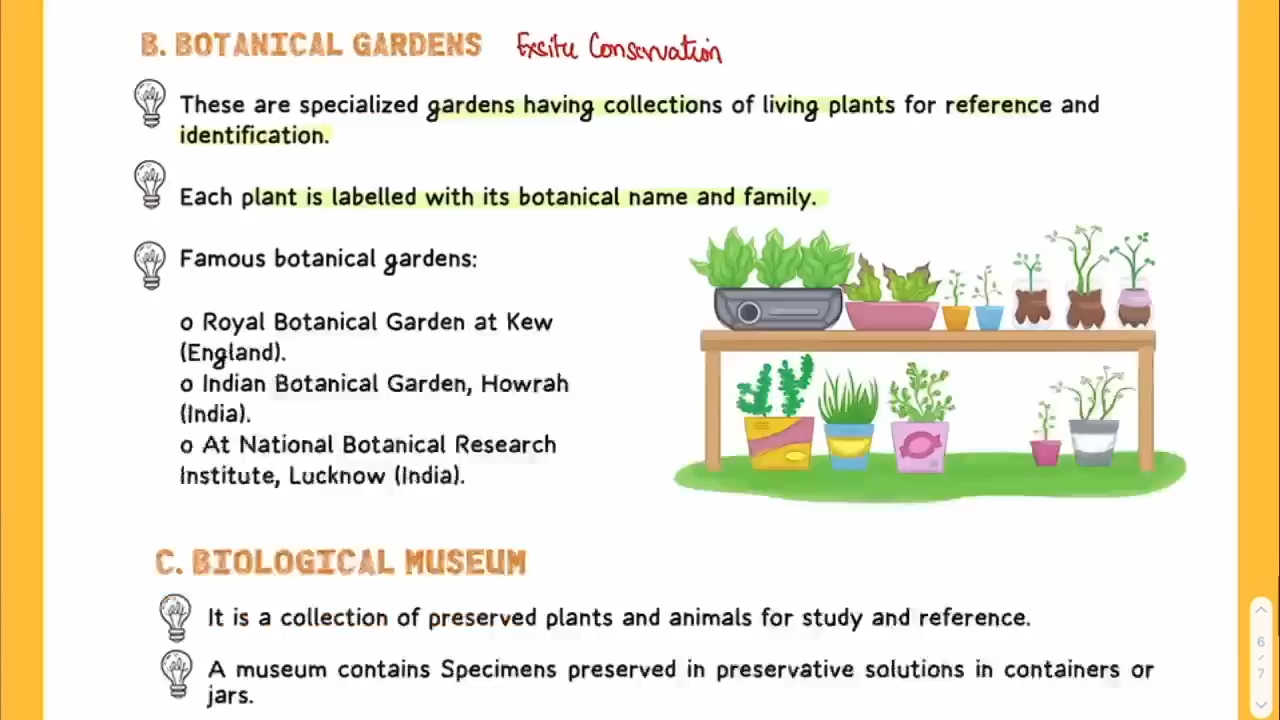 B. BOTANICAL GARDENS Exsitu Conservation
These are specialized gardens having collections of living plants for reference and
identification.
Each plant is labelled with its botanical name and family.
Famous botanical gardens:
o Royal Botanical Garden at Kew
(England).
o Indian Botanical Garden, Howrah
(India).
o At National Botanical Research
Institute, Lucknow (India).
C. BIOLOGICAL MUSEUM
It is a collection of preserved plants and animals for study and reference.
A museum contains Specimens preserved in preservative solutions in containers or
jars.
6
/
7